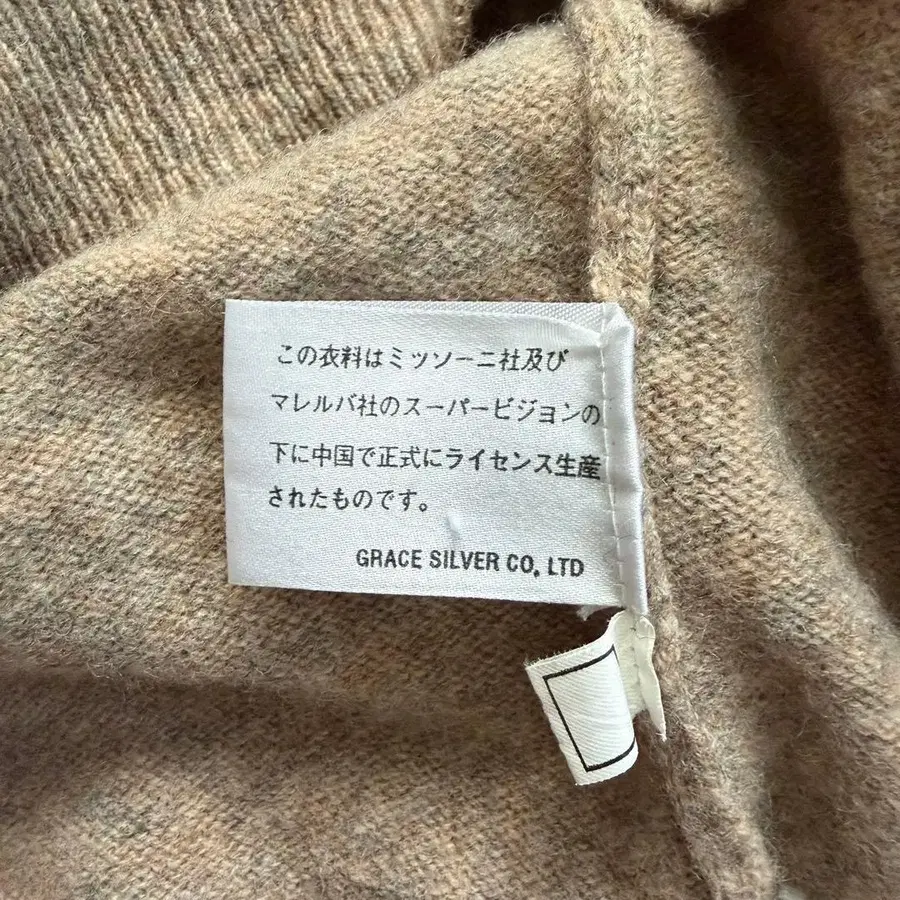 この衣料はミツソーニ社及び
マレルバ社のスーパービジョンの
下に中国で正式にライセンス生産
されたものです。
GRACE SILVER CO, LTD